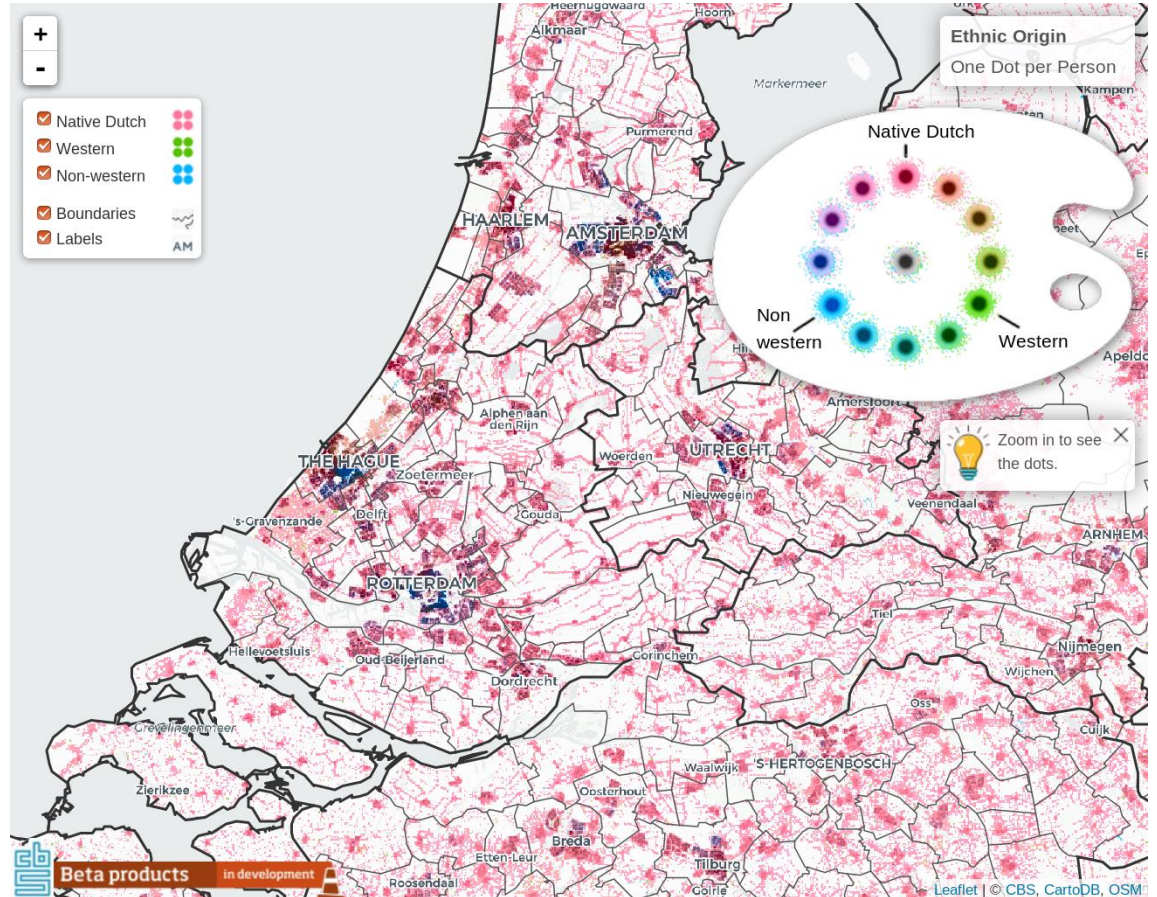 +
-
Native Dutch
Western
Non-western
Boundaries
Labels
AM
Ethnic Origin
One Dot per Person
Native Dutch
Non
western
Western
Zoom in to see
the dots.
Heerhugowaard
Hoorn
Alkmaar
Markermeer
Kampen
Purmerend
HAARLEM
AMSTERDAM
Apeldo
Alphen aan
den Rijn
Amersfoort
THE HAGUE
Zoetermeer
Woerden
UTRECHT
Nieuwegein
Veenendaal
's-Gravenzande
Delft
Gouda
ARNHEM
ROTTERDAM
Tiel
Hellevoetsluis
Oud-Beijerland
Gorinchem
Nijmegen
Wijchen
Dordrecht
Oss
Cuijk
Grevelingenmeer
Waalwijk
'S-HERTOGENBOSCH
Zierikzee
Oosterhout
Breda
Etten-Leur
Tilburg
Roosendaal
Goirle
cbs
Beta products
in development
Leaflet | © CBS, CartoDB, OSM